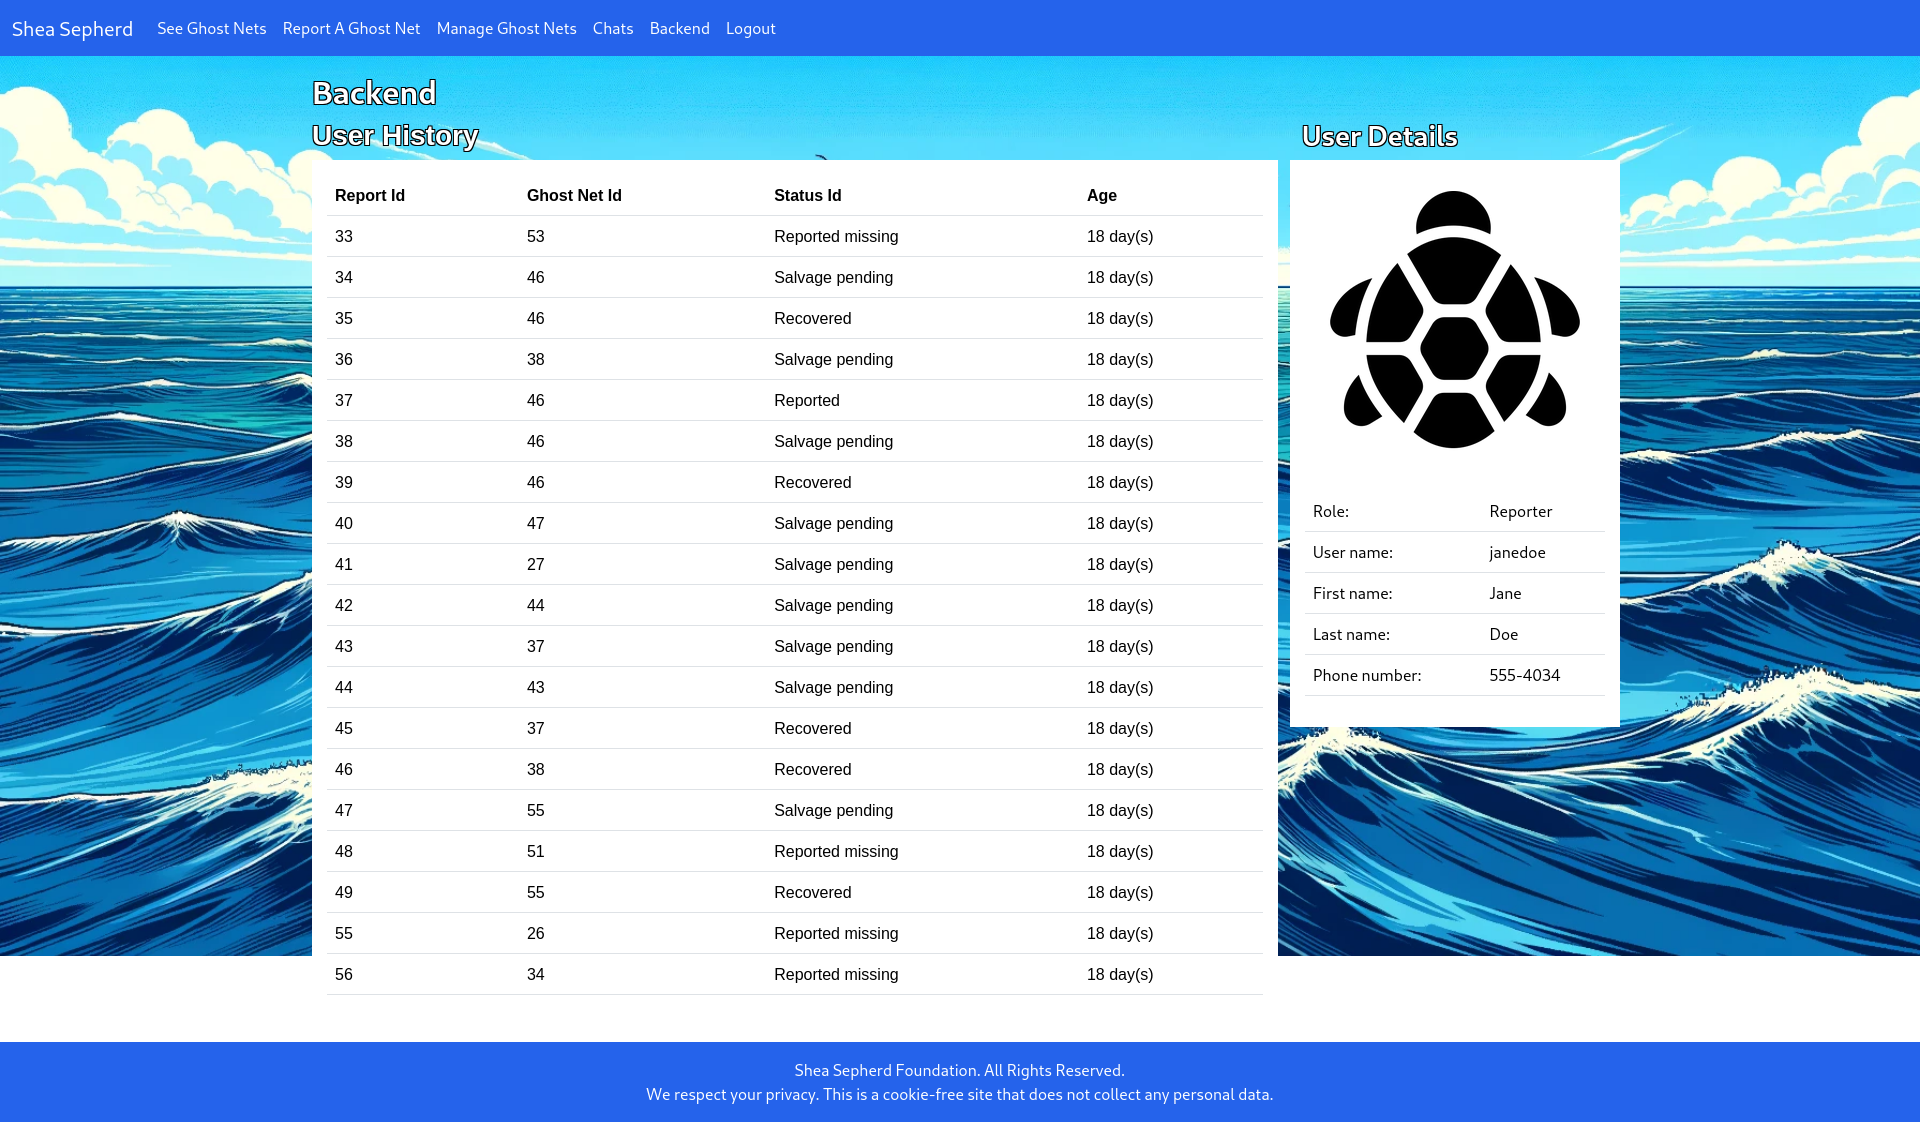 Shea Sepherd See Ghost Nets Report A Ghost Net Manage Ghost Nets Chats Backend Logout
Backend
User History
Report Id Ghost Net Id Status Id Age
33 53 Reported missing 18 day(s)
34 46 Salvage pending 18 day(s)
35 46 Recovered 18 day(s)
36 38 Salvage pending 18 day(s)
37 46 Reported 18 day(s)
38 46 Salvage pending 18 day(s)
39 46 Recovered 18 day(s)
40 47 Salvage pending 18 day(s)
41 27 Salvage pending 18 day(s)
42 44 Salvage pending 18 day(s)
43 37 Salvage pending 18 day(s)
44 43 Salvage pending 18 day(s)
45 37 Recovered 18 day(s)
46 38 Recovered 18 day(s)
47 55 Salvage pending 18 day(s)
48 51 Reported missing 18 day(s)
49 55 Recovered 18 day(s)
55 26 Reported missing 18 day(s)
56 34 Reported missing 18 day(s)
User Details
Role: Reporter
User name: janedoe
First name: Jane
Last name: Doe
Phone number: 555-4034
Shea Sepherd Foundation. All Rights Reserved.
We respect your privacy. This is a cookie-free site that does not collect any personal data.